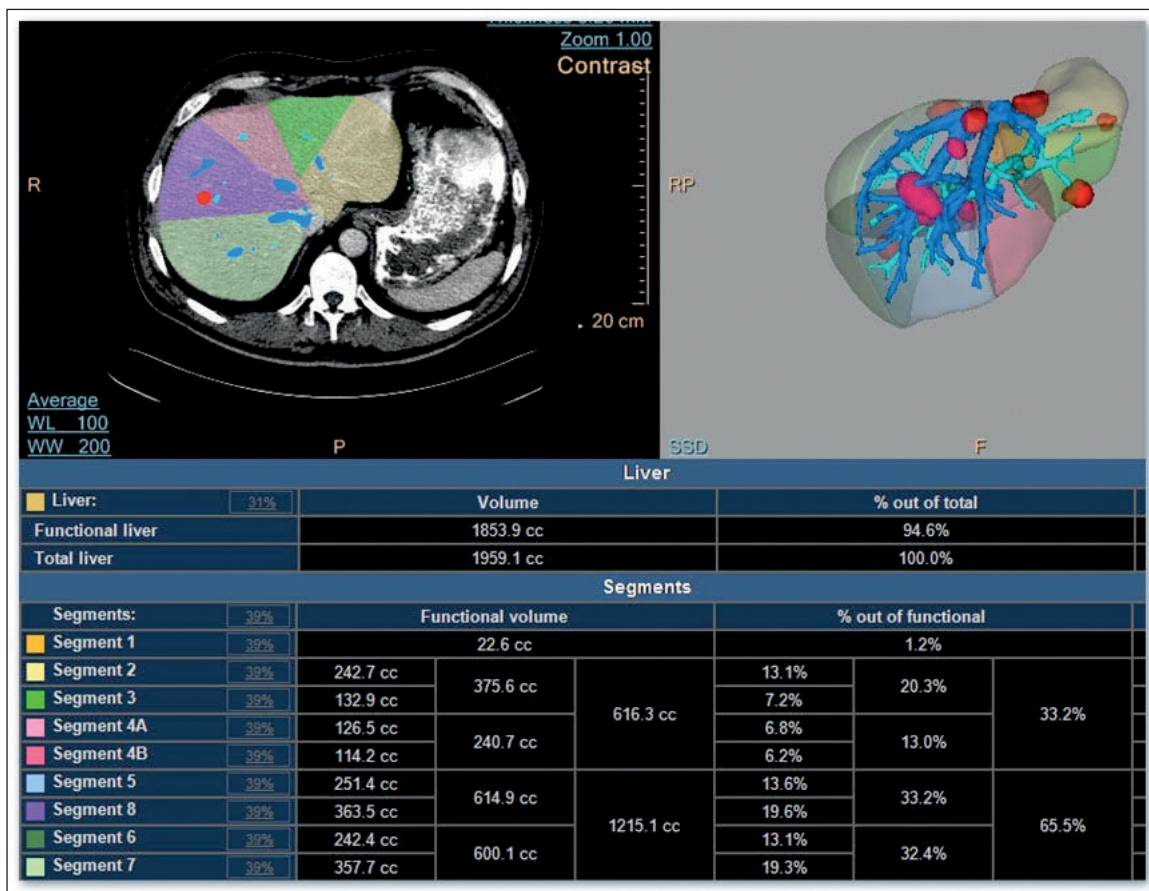 Zoom 1.00
Contrast
R
RP
. 20 cm
Average
WL 100
WW 200
P
SSD
F
Liver
Liver: 31% Volume % out of total
Functional liver 1853.9 cc 94.6%
Total liver 1959.1 cc 100.0%
Segments
Segments: 39% Functional volume % out of functional
Segment 1 39% 22.6 cc 1.2%
Segment 2 39% 242.7 cc 375.6 cc 616.3 cc 13.1% 20.3% 33.2%
Segment 3 39% 132.9 cc 7.2%
Segment 4A 39% 126.5 cc 240.7 cc 6.8% 13.0%
Segment 4B 39% 114.2 cc 6.2%
Segment 5 39% 251.4 cc 614.9 cc 1215.1 cc 13.6% 33.2% 65.5%
Segment 8 39% 363.5 cc 19.6%
Segment 6 39% 242.4 cc 600.1 cc 13.1% 32.4%
Segment 7 39% 357.7 cc 19.3%